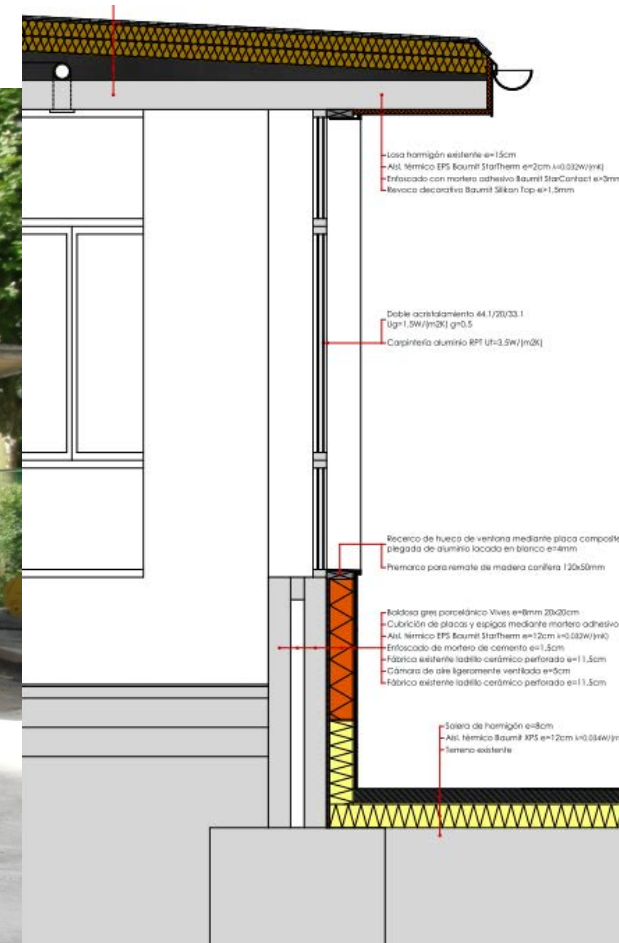 Losa hormigón existente e=15cm
Aisl. térmico EPS Baumit StarTherm e=2cm λ=0.032W/(mK)
Enfoscado con mortero adhesivo Baumit StarContact e>3mm
Revoco decorativo Baumit Silikon Top e>1,5mm
Doble acristalamiento 44.1/20/33.1
Ug=1,5W/(m2K) g=0,5
Carpintería aluminio RPT Uf=3,5W/(m2K)
Recerco de hueco de ventana mediante placa composite
plegada de aluminio lacada en blanco e=4mm
Premarco para remate de madera conífera 120x50mm
Baldosa gres porcelánico Vives e=8mm 20x20cm
Cubrición de placas y espigas mediante mortero adhesivo
Aisl. térmico EPS Baumit StarTherm e=12cm λ=0.032W/(mK)
Enfoscado de mortero de cemento e=1,5cm
Fábrica existente ladrillo cerámico perforado e=11,5cm
Cámara de aire ligeramente ventilada e=5cm
Fábrica existente ladrillo cerámico perforado e=11,5cm
Solera de hormigón e=8cm
Aisl. térmico Baumit XPS e=12cm λ=0.034W/(m
Terreno existente